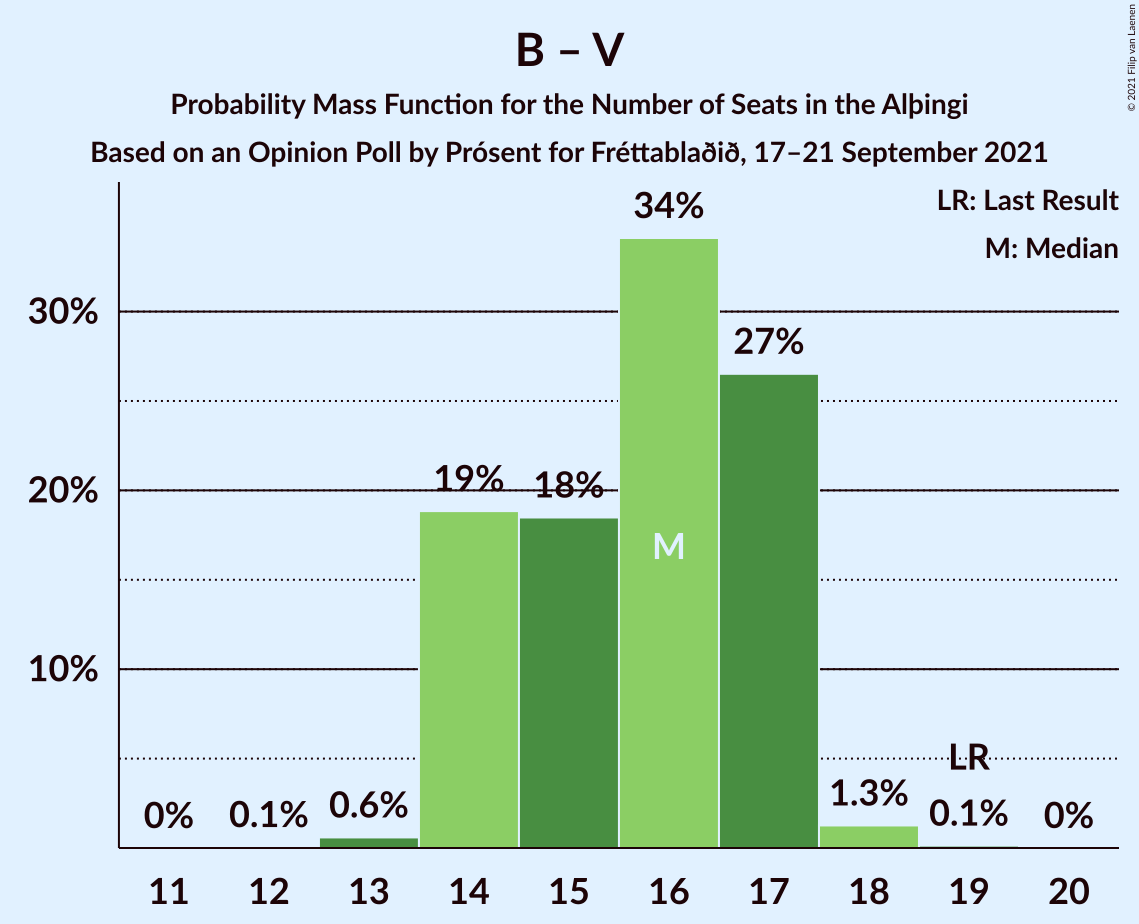 B – V
Probability Mass Function for the Number of Seats in the Alþingi
Based on an Opinion Poll by Prósent for Fréttablaðið, 17–21 September 2021
© 2021 Filip van Laenen
LR: Last Result
M: Median
30%
20%
10%
0%
0.1%
0.6%
19%
18%
34%
M
27%
1.3%
LR
0.1%
0%
11 12 13 14 15 16 17 18 19 20